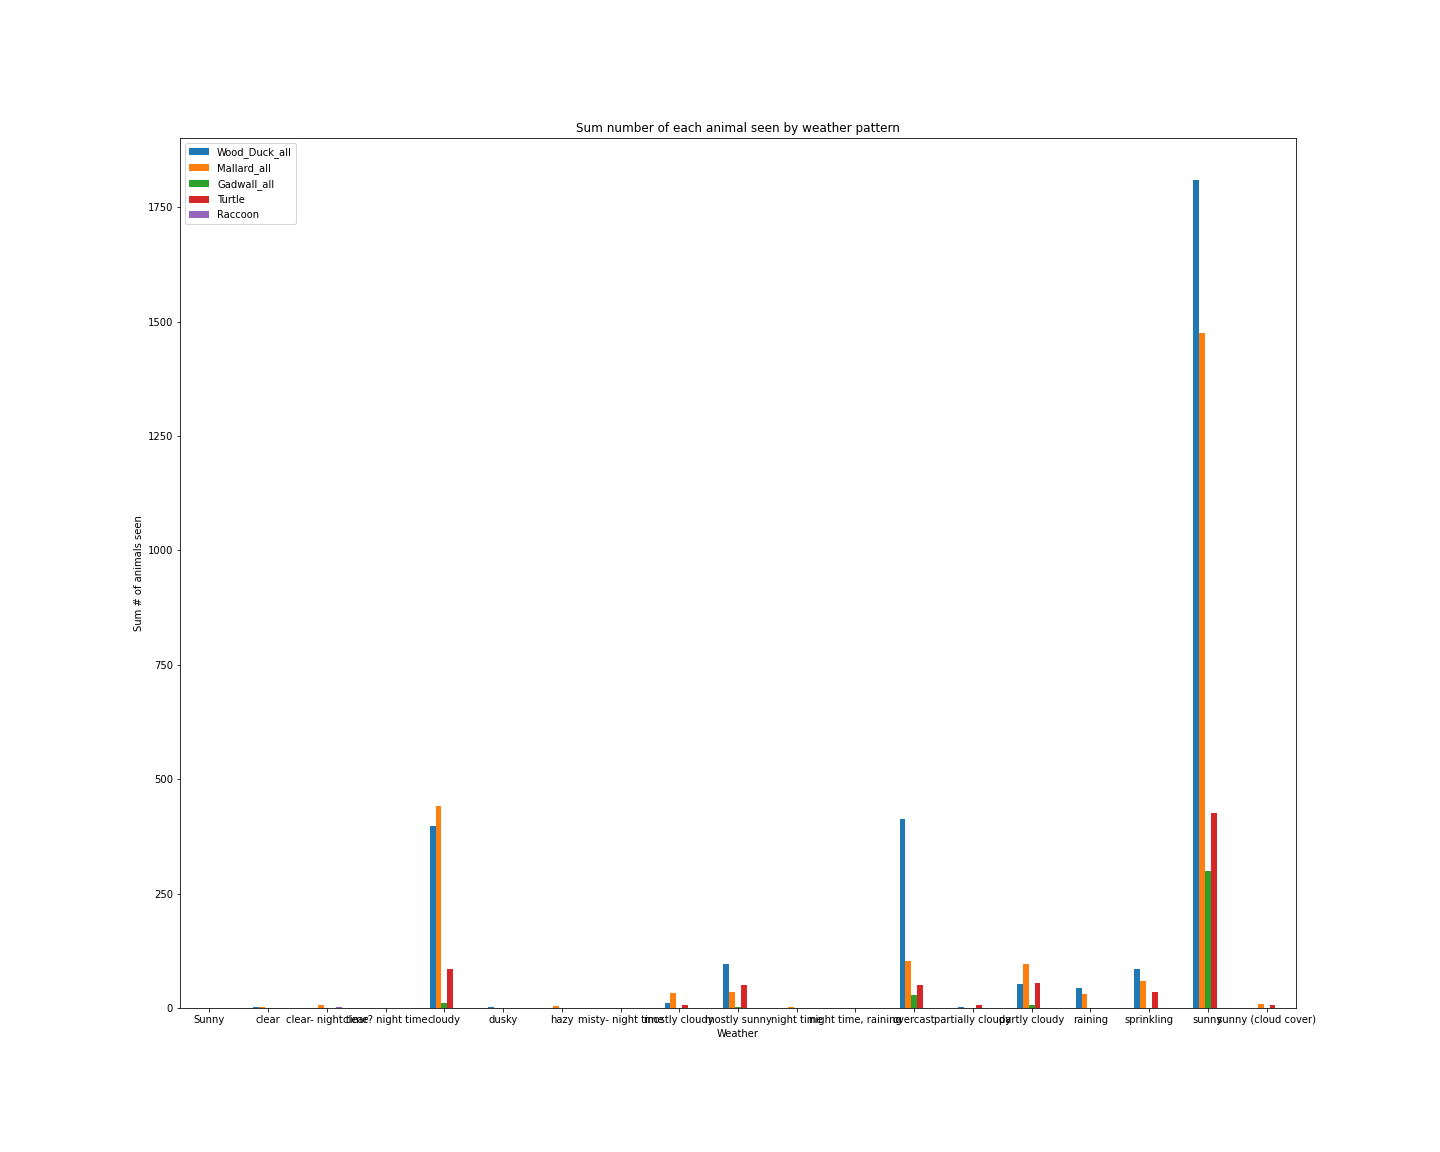 Sum number of each animal seen by weather pattern
Wood_Duck_all
Mallard_all
Gadwall_all
Turtle
Raccoon
1750
1500
1250
1000
750
500
250
0
Sum # of animals seen
Sunny
clear
clear- nighttime
clear? night time
cloudy
dusky
hazy
misty- night time
mostly cloudy
mostly sunny
night time
night time, raining
overcast
partially cloudy
partly cloudy
raining
sprinkling
sunny
sunny (cloud cover)
Weather